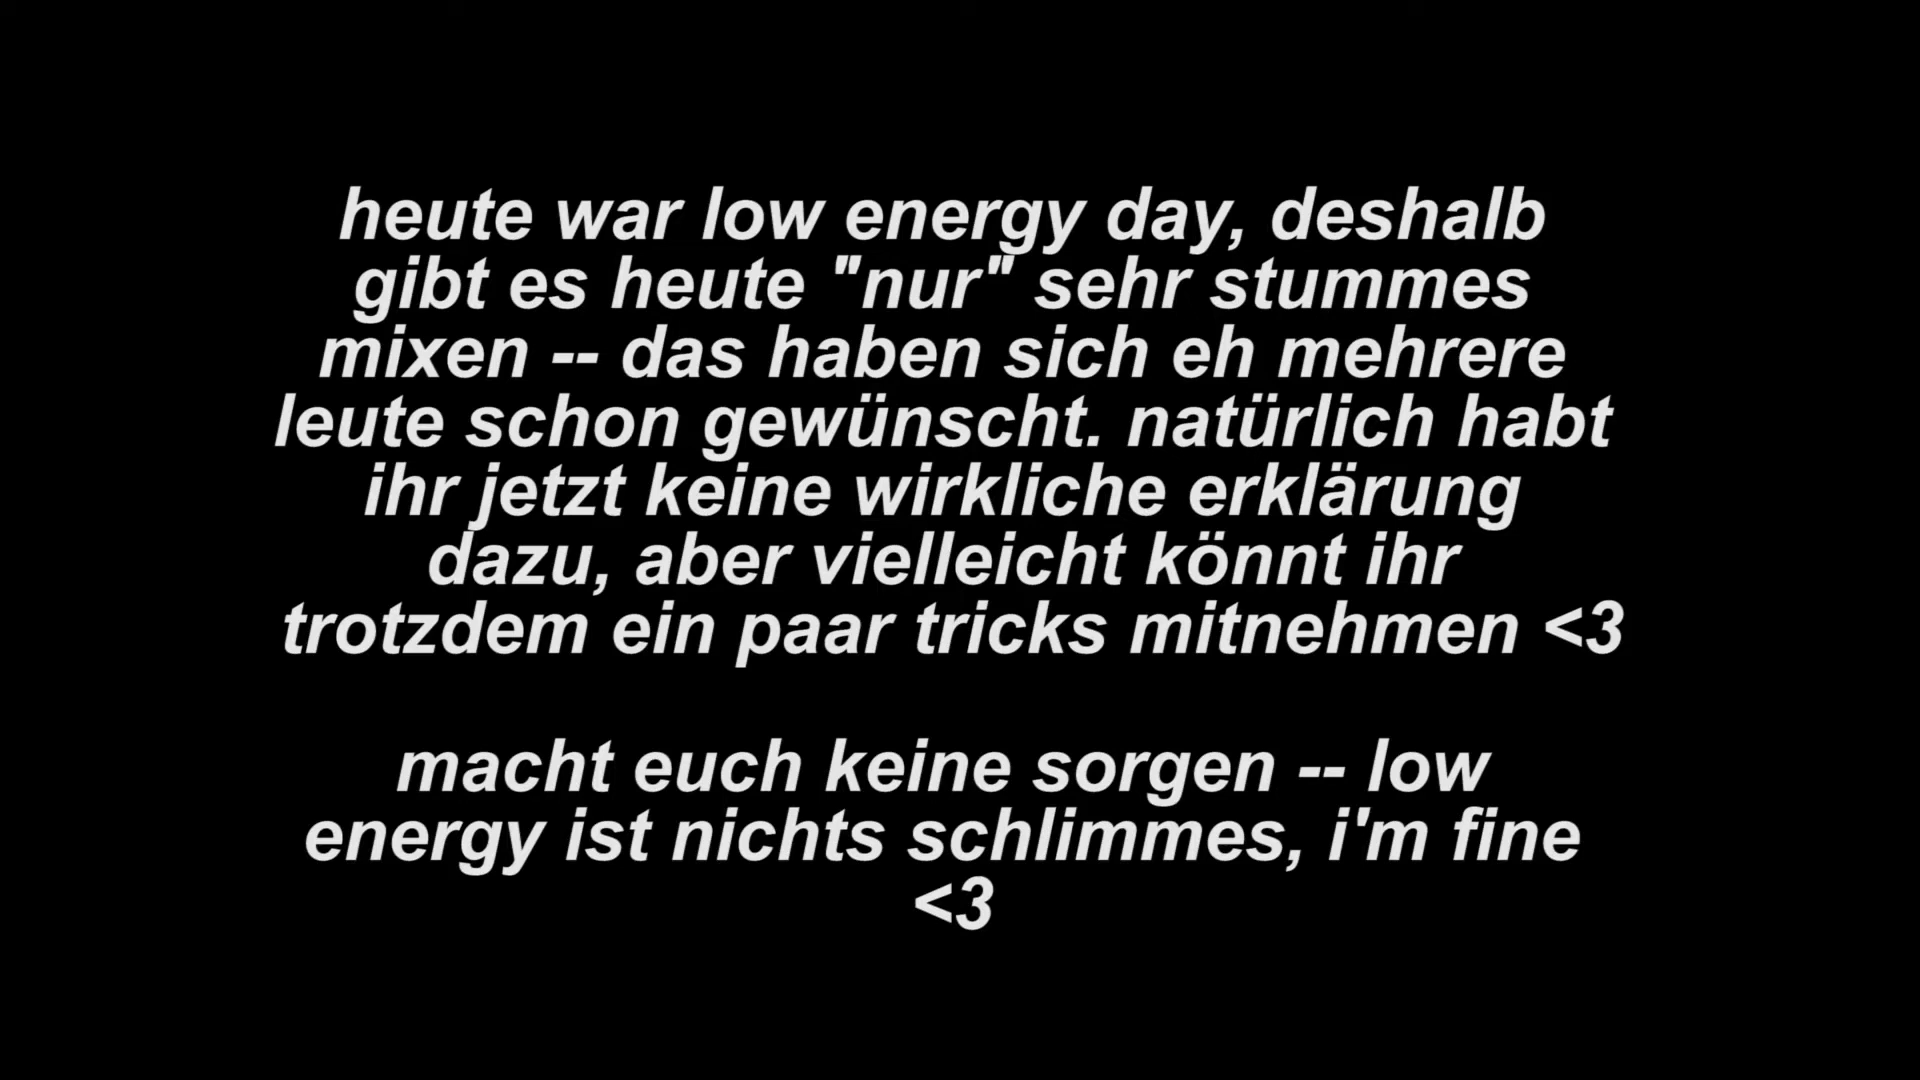 heute war low energy day, deshalb
gibt es heute "nur" sehr stummes
mixen -- das haben sich eh mehrere
leute schon gewünscht. natürlich habt
ihr jetzt keine wirkliche erklärung
dazu, aber vielleicht könnt ihr
trotzdem ein paar tricks mitnehmen <3
macht euch keine sorgen -- low
energy ist nichts schlimmes, i'm fine
<3